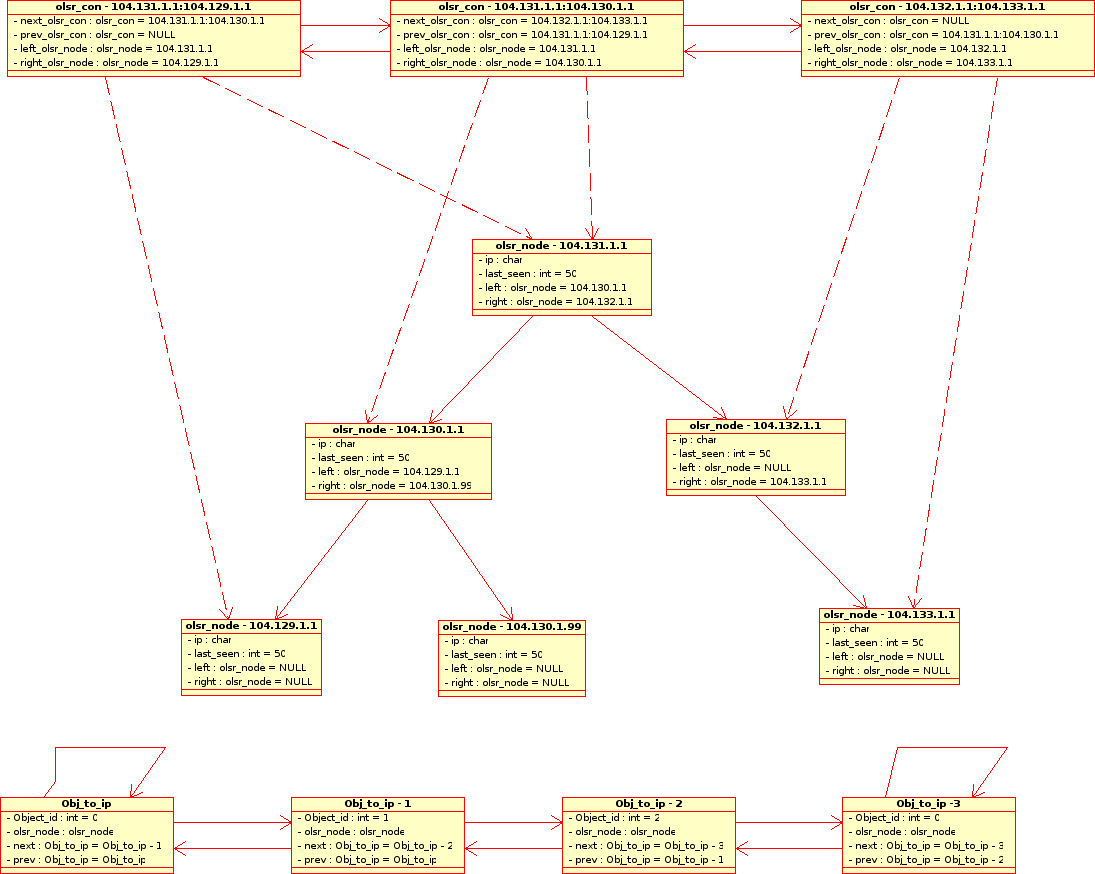 olsr_con - 104.131.1.1:104.129.1.1
- next_olsr_con : olsr_con = 104.131.1.1:104.130.1.1
- prev_olsr_con : olsr_con = NULL
- left_olsr_node : olsr_node = 104.131.1.1
- right_olsr_node : olsr_node = 104.129.1.1
olsr_con - 104.131.1.1:104.130.1.1
- next_olsr_con : olsr_con = 104.132.1.1:104.133.1.1
- prev_olsr_con : olsr_con = 104.131.1.1:104.129.1.1
- left_olsr_node : olsr_node = 104.131.1.1
- right_olsr_node : olsr_node = 104.130.1.1
olsr_con - 104.132.1.1:104.133.1.1
- next_olsr_con : olsr_con = NULL
- prev_olsr_con : olsr_con = 104.131.1.1:104.130.1.1
- left_olsr_node : olsr_node = 104.132.1.1
- right_olsr_node : olsr_node = 104.133.1.1
olsr_node - 104.131.1.1
- ip : char
- last_seen : int = 50
- left : olsr_node = 104.130.1.1
- right : olsr_node = 104.132.1.1
olsr_node - 104.130.1.1
- ip : char
- last_seen : int = 50
- left : olsr_node = 104.129.1.1
- right : olsr_node = 104.130.1.99
olsr_node - 104.132.1.1
- ip : char
- last_seen : int = 50
- left : olsr_node = NULL
- right : olsr_node = 104.133.1.1
olsr_node - 104.129.1.1
- ip : char
- last_seen : int = 50
- left : olsr_node = NULL
- right : olsr_node = NULL
olsr_node - 104.130.1.99
- ip : char
- last_seen : int = 50
- left : olsr_node = NULL
- right : olsr_node = NULL
olsr_node - 104.133.1.1
- ip : char
- last_seen : int = 50
- left : olsr_node = NULL
- right : olsr_node = NULL
Obj_to_ip
- Object_id : int = 0
- olsr_node : olsr_node
- next : Obj_to_ip = Obj_to_ip - 1
- prev : Obj_to_ip = Obj_to_ip
Obj_to_ip - 1
- Object_id : int = 1
- olsr_node : olsr_node
- next : Obj_to_ip = Obj_to_ip - 2
- prev : Obj_to_ip = Obj_to_ip
Obj_to_ip - 2
- Object_id : int = 2
- olsr_node : olsr_node
- next : Obj_to_ip = Obj_to_ip - 3
- prev : Obj_to_ip = Obj_to_ip - 1
Obj_to_ip -3
- Object_id : int = 0
- olsr_node : olsr_node
- next : Obj_to_ip = Obj_to_ip - 3
- prev : Obj_to_ip = Obj_to_ip - 2